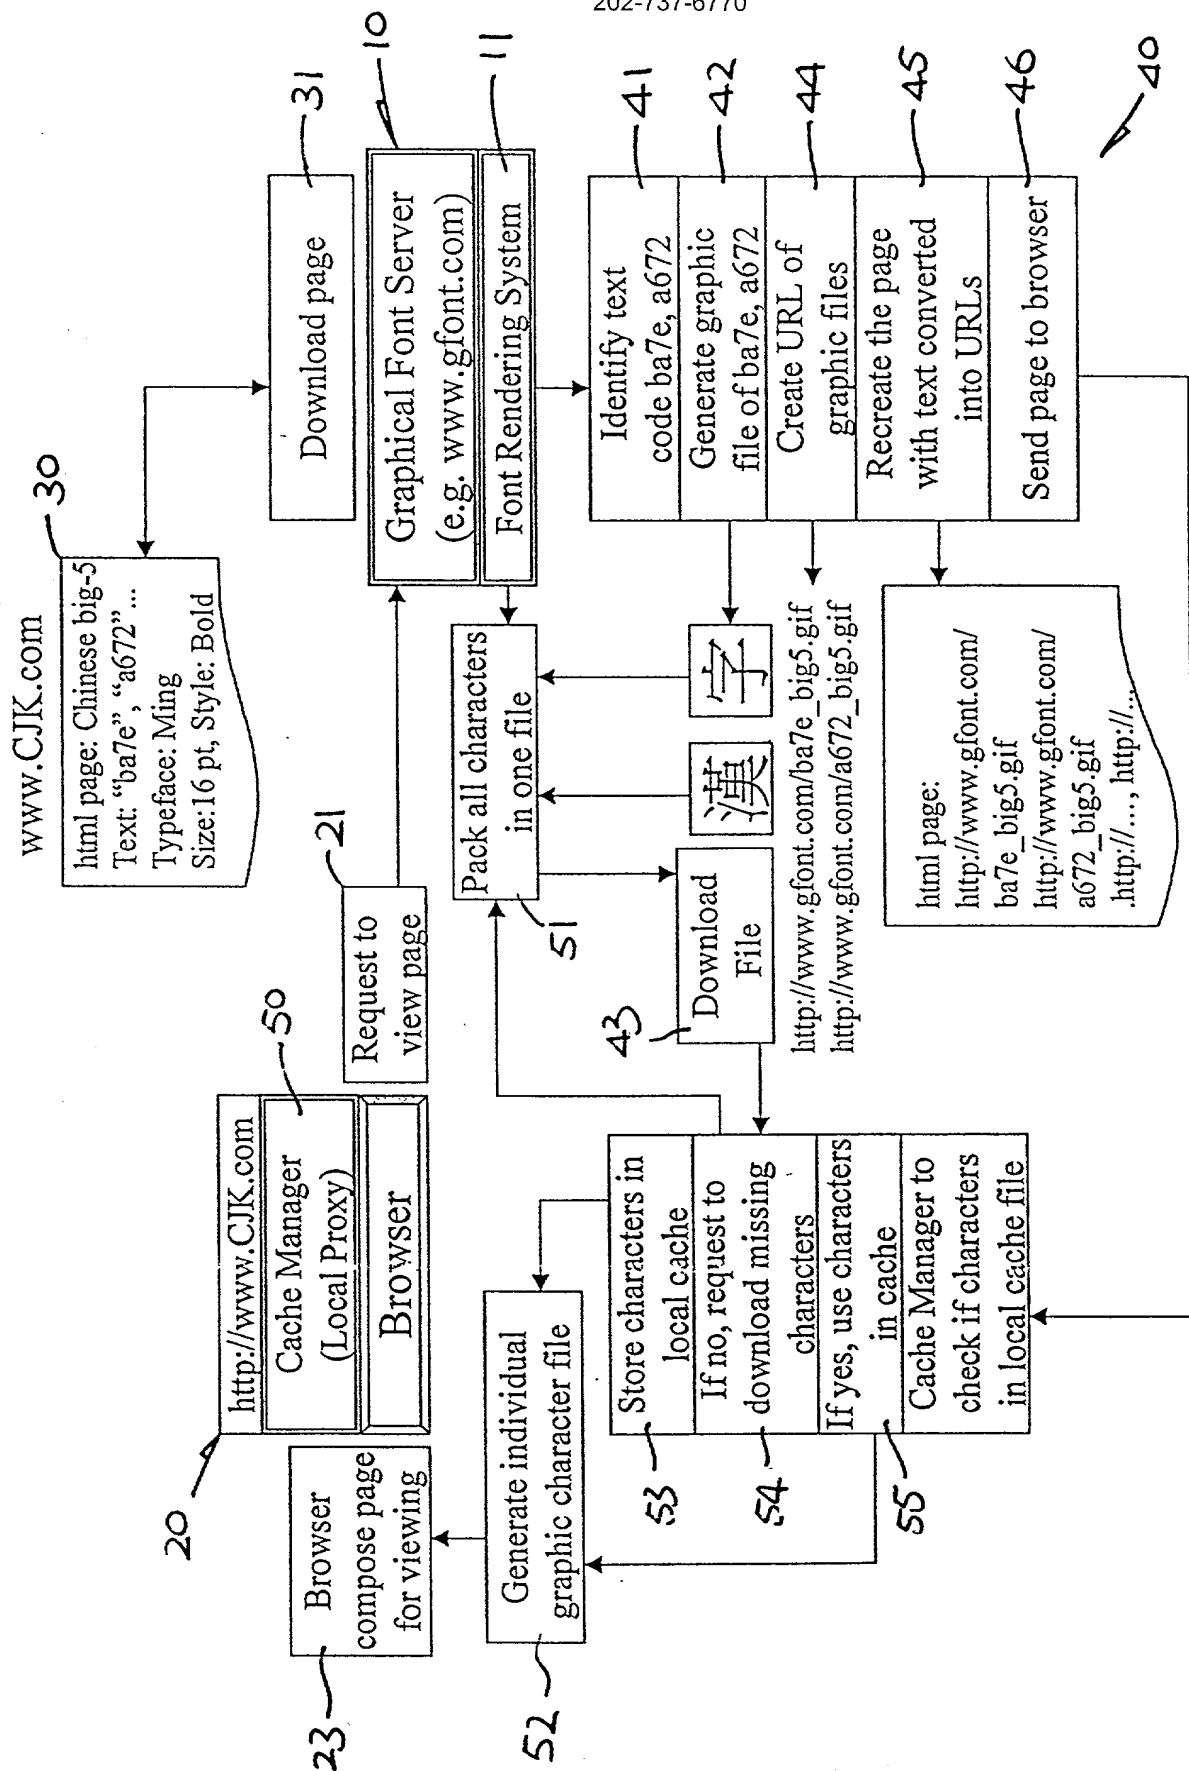 202-737-6770
www.CJK.com
30
html page: Chinese big-5
Text: “ba7e”, “a672” ...
Typeface: Ming
Size:16 pt, Style: Bold
31
Download page
10
Graphical Font Server
(e.g. www.gfont.com)
11
Font Rendering System
20
http://www.CJK.com
50
Cache Manager
(Local Proxy)
Browser
21
Request to
view page
23
Browser
compose page
for viewing
Pack all characters
in one file
51
41
Identify text
code ba7e, a672
42
Generate graphic
file of ba7e, a672
44
Create URL of
graphic files
45
Recreate the page
with text converted
into URLs
46
Send page to browser
40
漢
字
http://www.gfont.com/ba7e_big5.gif
http://www.gfont.com/a672_big5.gif
43
Download
File
html page:
http://www.gfont.com/
ba7e_big5.gif
http://www.gfont.com/
a672_big5.gif
.http://...., http://...
52
Generate individual
graphic character file
53
Store characters in
local cache
54
If no, request to
download missing
characters
55
If yes, use characters
in cache
Cache Manager to
check if characters
in local cache file